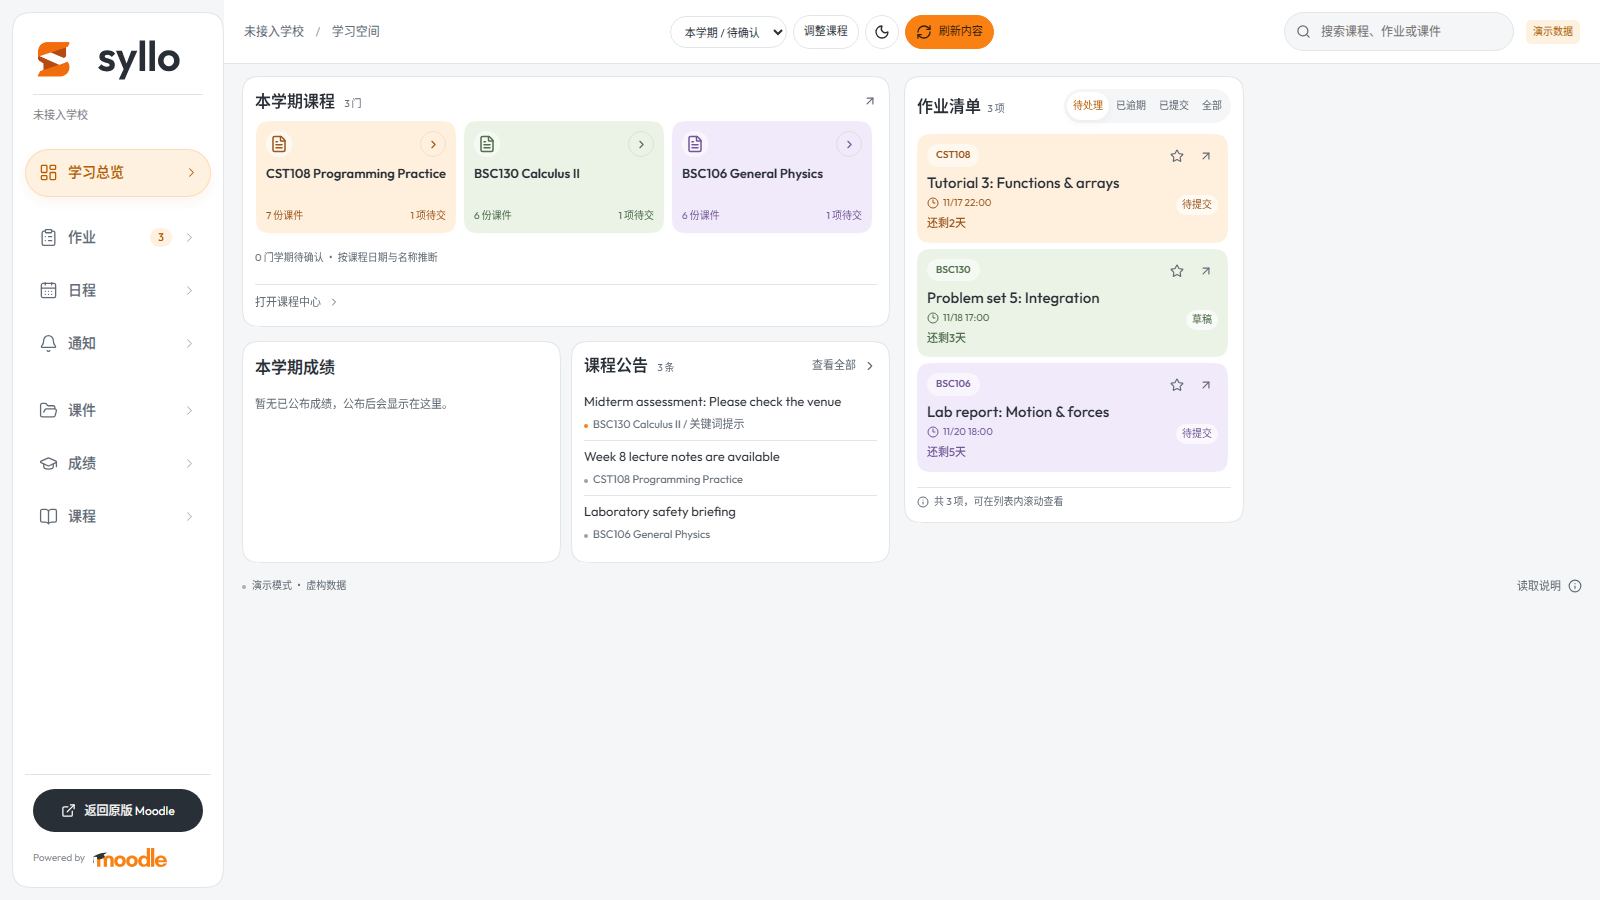 syllo
未接入学校
学习总览
作业 3
日程
通知
课件
成绩
课程
返回原版 Moodle
Powered by moodle
未接入学校 / 学习空间
本学期 / 待确认
调整课程
刷新内容
搜索课程、作业或课件
演示数据
本学期课程 3 门
CST108 Programming Practice
7 份课件 1 项待交
BSC130 Calculus II
6 份课件 1 项待交
BSC106 General Physics
6 份课件 1 项待交
0 门学期待确认 • 按课程日期与名称推断
打开课程中心
本学期成绩
暂无已公布成绩，公布后会显示在这里。
课程公告 3 条 查看全部
Midterm assessment: Please check the venue
BSC130 Calculus II / 关键词提示
Week 8 lecture notes are available
CST108 Programming Practice
Laboratory safety briefing
BSC106 General Physics
作业清单 3 项
待处理 已逾期 已提交 全部
CST108
Tutorial 3: Functions & arrays
11/17 22:00
待提交
还剩2天
BSC130
Problem set 5: Integration
11/18 17:00
草稿
还剩3天
BSC106
Lab report: Motion & forces
11/20 18:00
待提交
还剩5天
共 3 项，可在列表内滚动查看
演示模式 • 虚构数据
读取说明